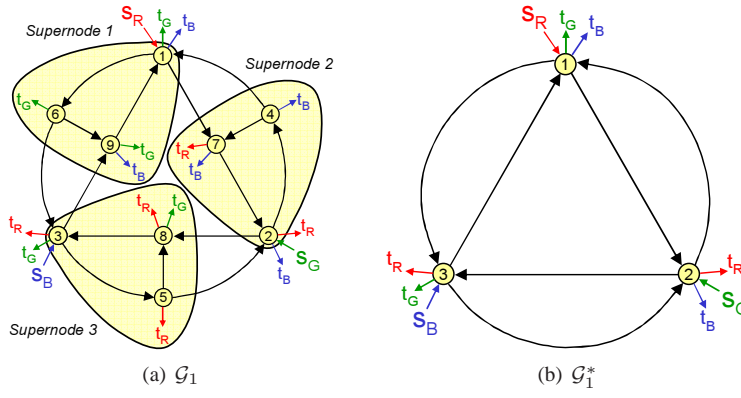 S_R t_G t_B
Supernode 1
1
Supernode 2
t_G 6
4 t_B
9 t_G
t_B
t_R 7
t_B
t_R t_G
t_R 3
t_G
S_B
8
2 t_R
S_G
t_B
5
Supernode 3
t_R
(a) G_1
S_R t_G t_B
1
t_R 3
t_G
S_B
2 t_R
S_G
t_B
(b) G_1^*